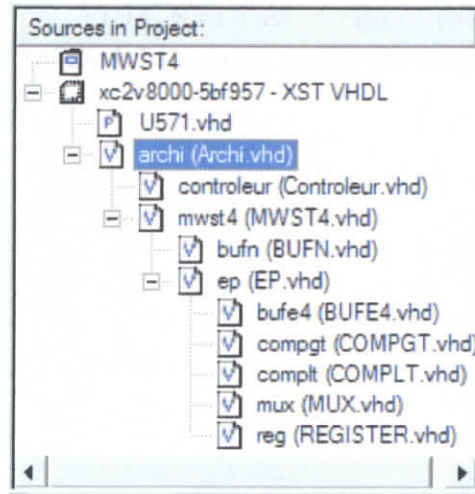 Sources in Project:
MWST4
xc2v8000-5bf957 - XST VHDL
U571.vhd
archi (Archi.vhd)
controleur (Controleur.vhd)
mwst4 (MWST4.vhd)
bufn (BUFN.vhd)
ep (EP.vhd)
bufe4 (BUFE4.vhd)
compgt (COMPGT.vhd)
complt (COMPLT.vhd)
mux (MUX.vhd)
reg (REGISTER.vhd)